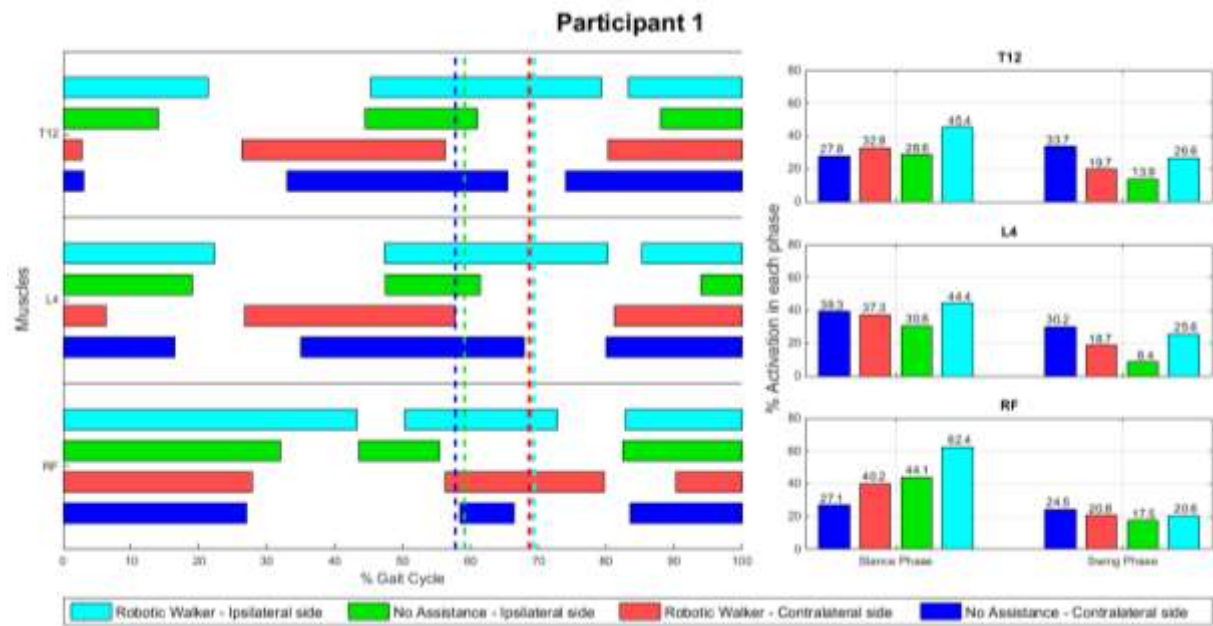 Participant 1
T12
L4
RF
Muscles
0 10 20 30 40 50 60 70 80 90 100
% Gait Cycle
T12
80
60
40
20
0
27.8 32.8 28.6 45.4
33.7 19.7 13.9 26.6
L4
80
60
40
20
0
39.3 37.3 30.8 44.4
30.2 18.7 8.4 25.6
% Activation in each phase
RF
80
60
40
20
0
27.1 40.2 44.1 62.4
24.5 20.8 17.5 20.6
Stance Phase Swing Phase
Robotic Walker - Ipsilateral side No Assistance - Ipsilateral side Robotic Walker - Contralateral side No Assistance - Contralateral side